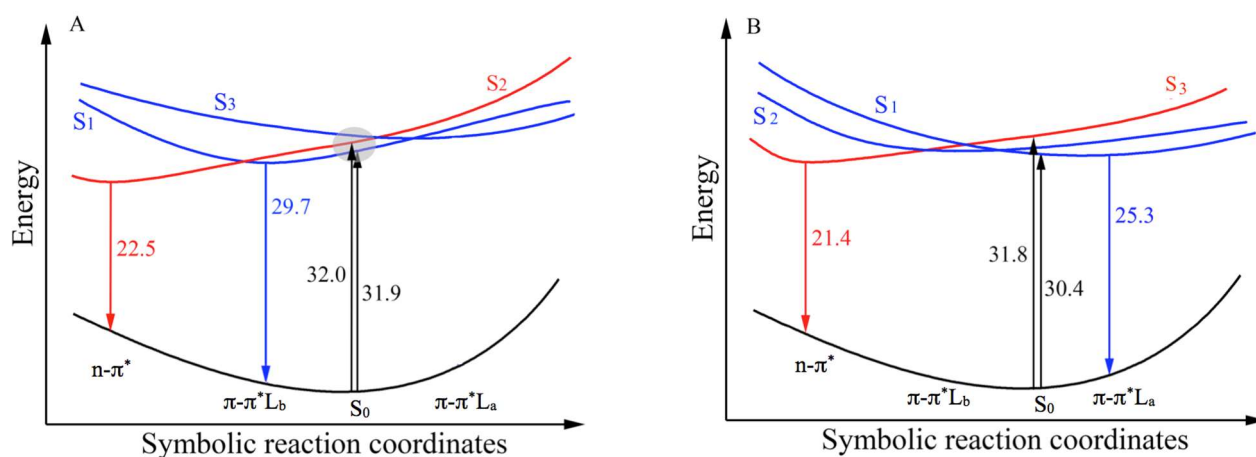 A
Energy
S1
S3
S2
22.5
29.7
32.0
31.9
n-π*
π-π*Lb
S0
π-π*La
Symbolic reaction coordinates
B
Energy
S2
S1
S3
21.4
31.8
30.4
25.3
n-π*
π-π*Lb
S0
π-π*La
Symbolic reaction coordinates